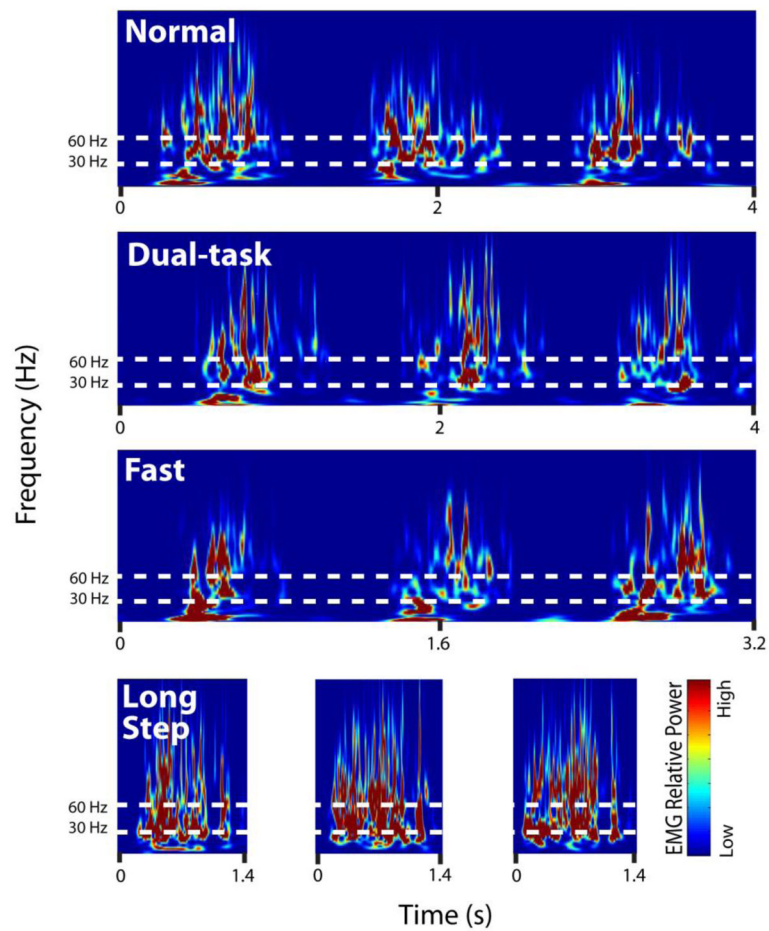 Normal
60 Hz
30 Hz
0 2 4
Dual-task
60 Hz
30 Hz
0 2 4
Fast
60 Hz
30 Hz
0 1.6 3.2
Long
Step
60 Hz
30 Hz
0 1.4 0 1.4 0 1.4
Frequency (Hz)
Time (s)
EMG Relative Power
High
Low